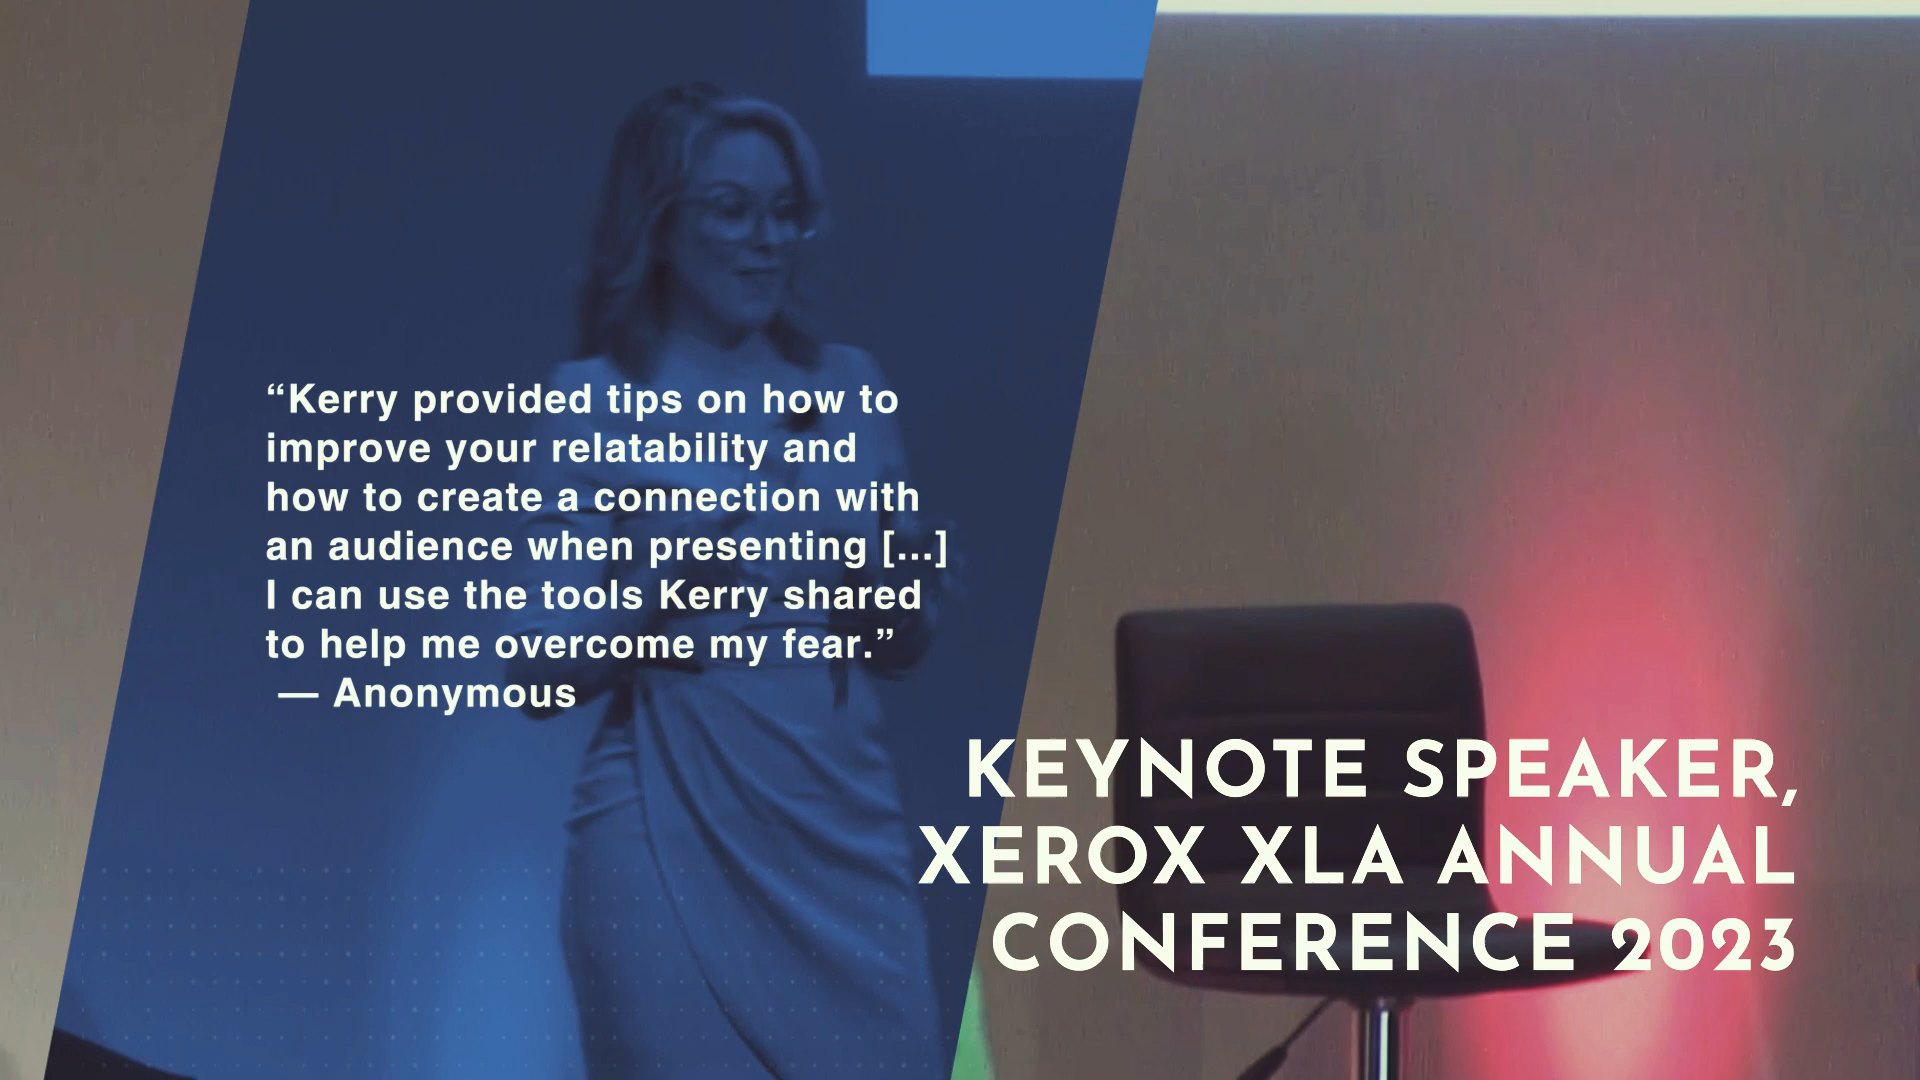 “Kerry provided tips on how to
improve your relatability and
how to create a connection with
an audience when presenting [...]
I can use the tools Kerry shared
to help me overcome my fear.”
— Anonymous
KEYNOTE SPEAKER,
XEROX XLA ANNUAL
CONFERENCE 2023